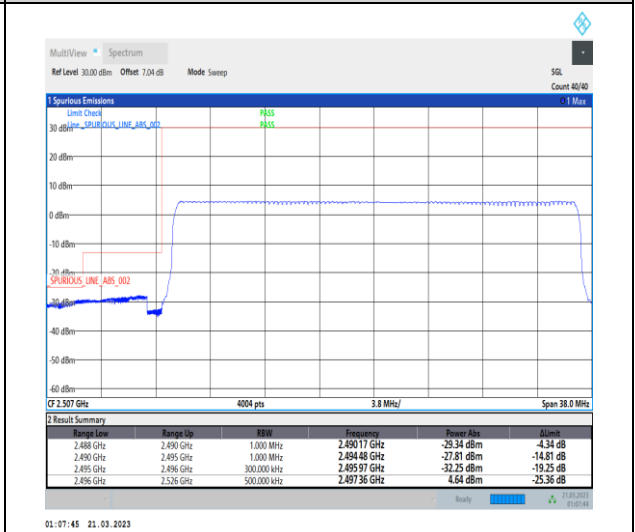 MultiView Spectrum
Ref Level 30.00 dBm Offset 7.04 dB Mode Sweep SGL
Count 40/40
1 Spurious Emissions 1 Max
Limit Check PASS
Line _SPURIOUS_LINE_ABS_002 PASS
30 dBm
20 dBm
10 dBm
0 dBm
-10 dBm
-20 dBm
SPURIOUS_LINE_ABS_002
-30 dBm
-40 dBm
-50 dBm
-60 dBm
CF 2.507 GHz 4004 pts 3.8 MHz/ Span 38.0 MHz
2 Result Summary
Range Low Range Up RBW Frequency Power Abs ΔLimit
2.488 GHz 2.490 GHz 1.000 MHz 2.490 17 GHz -29.34 dBm -4.34 dB
2.490 GHz 2.495 GHz 1.000 MHz 2.494 48 GHz -27.81 dBm -14.81 dB
2.495 GHz 2.496 GHz 300.000 kHz 2.495 97 GHz -32.25 dBm -19.25 dB
2.496 GHz 2.526 GHz 500.000 kHz 2.497 36 GHz 4.64 dBm -25.36 dB
Ready 21.03.2023
01:07:44
01:07:45 21.03.2023